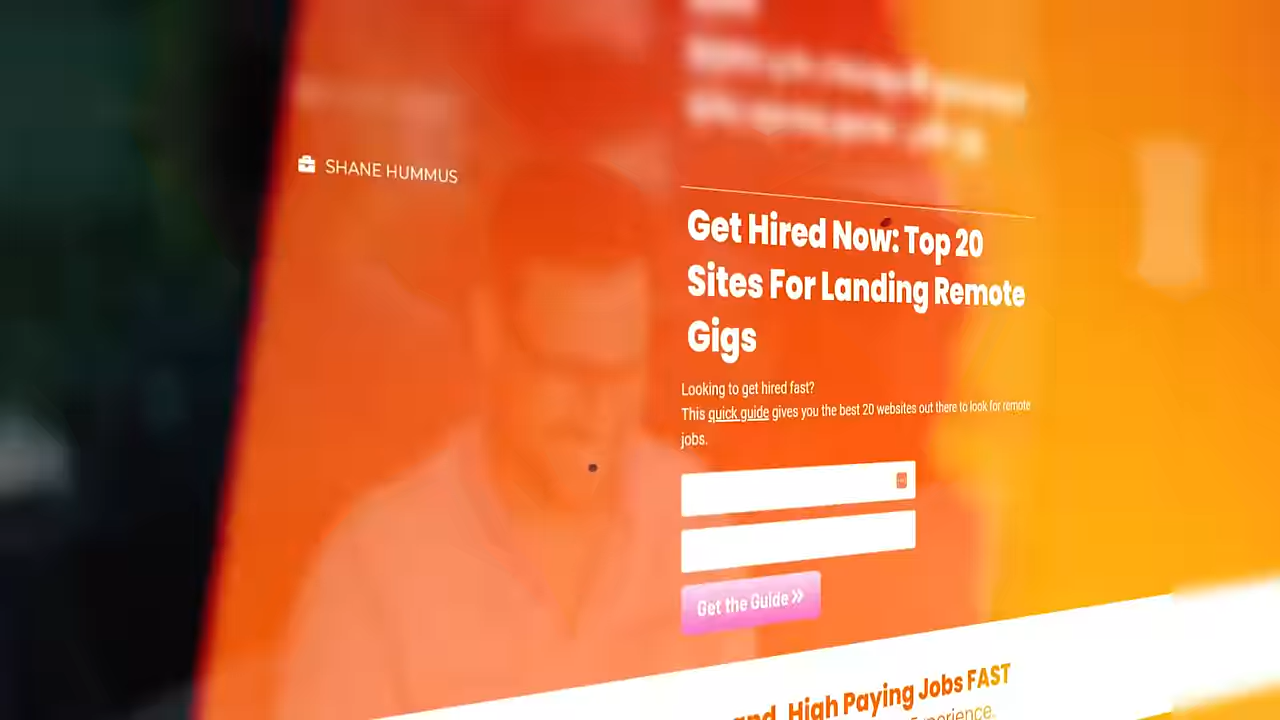 SHANE HUMMUS
Get Hired Now: Top 20
Sites For Landing Remote
Gigs
Looking to get hired fast?
This quick guide gives you the best 20 websites out there to look for remote
jobs.
Get the Guide »
High Paying Jobs FAST
Experience.